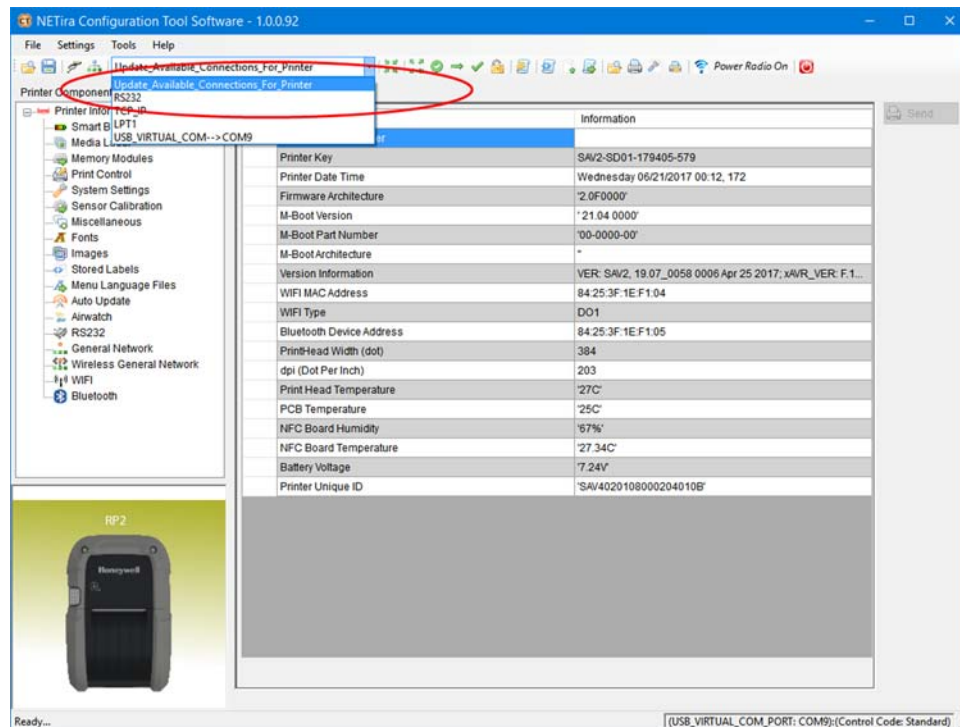 NETira Configuration Tool Software - 1.0.0.92
File Settings Tools Help
Update_Available_Connections_For_Printer
Power Radio On
Update_Available_Connections_For_Printer
RS232
TCP_IP
LPT1
USB_VIRTUAL_COM-->COM9
Printer Component
Printer Infor
Smart B
Media L
Memory Modules
Print Control
System Settings
Sensor Calibration
Miscellaneous
Fonts
Images
Stored Labels
Menu Language Files
Auto Update
Airwatch
RS232
General Network
Wireless General Network
WIFI
Bluetooth
Information
Send
er
Printer Key SAV2-SD01-179405-579
Printer Date Time Wednesday 06/21/2017 00:12, 172
Firmware Architecture '2.0F0000'
M-Boot Version ' 21.04 0000'
M-Boot Part Number '00-0000-00'
M-Boot Architecture "
Version Information VER: SAV2, 19.07_0058 0006 Apr 25 2017; xAVR_VER: F.1...
WIFI MAC Address 84:25:3F:1E:F1:04
WIFI Type DO1
Bluetooth Device Address 84:25:3F:1E:F1:05
PrintHead Width (dot) 384
dpi (Dot Per Inch) 203
Print Head Temperature '27C'
PCB Temperature '25C'
NFC Board Humidity '67%'
NFC Board Temperature '27.34C'
Battery Voltage '7.24V'
Printer Unique ID 'SAV4020108000204010B'
RP2
Honeywell
Ready...
(USB_VIRTUAL_COM_PORT: COM9):(Control Code: Standard)